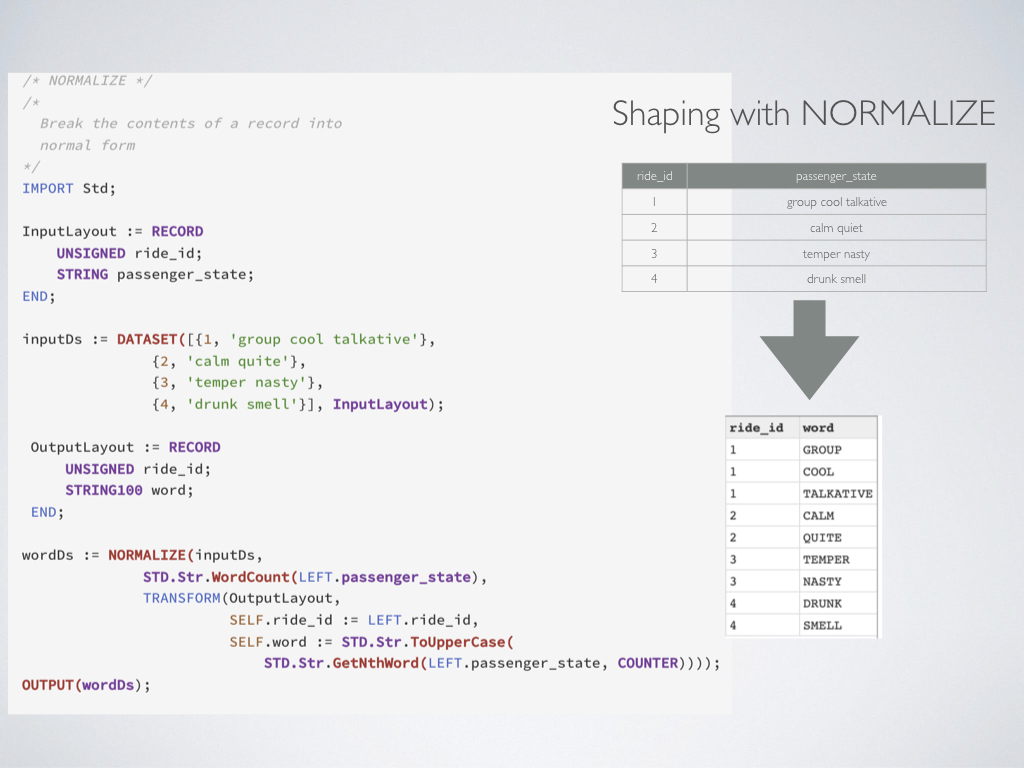 /* NORMALIZE */
/*
  Break the contents of a record into
  normal form
*/
IMPORT Std;

InputLayout := RECORD
    UNSIGNED ride_id;
    STRING passenger_state;
END;

inputDs := DATASET([{1, 'group cool talkative'},
               {2, 'calm quite'},
               {3, 'temper nasty'},
               {4, 'drunk smell'}], InputLayout);

 OutputLayout := RECORD
     UNSIGNED ride_id;
     STRING100 word;
 END;

wordDs := NORMALIZE(inputDs,
              STD.Str.WordCount(LEFT.passenger_state),
              TRANSFORM(OutputLayout,
                        SELF.ride_id := LEFT.ride_id,
                        SELF.word := STD.Str.ToUpperCase(
                            STD.Str.GetNthWord(LEFT.passenger_state, COUNTER))));
OUTPUT(wordDs);
Shaping with NORMALIZE
ride_id passenger_state
1 group cool talkative
2 calm quiet
3 temper nasty
4 drunk smell
ride_id word
1 GROUP
1 COOL
1 TALKATIVE
2 CALM
2 QUITE
3 TEMPER
3 NASTY
4 DRUNK
4 SMELL